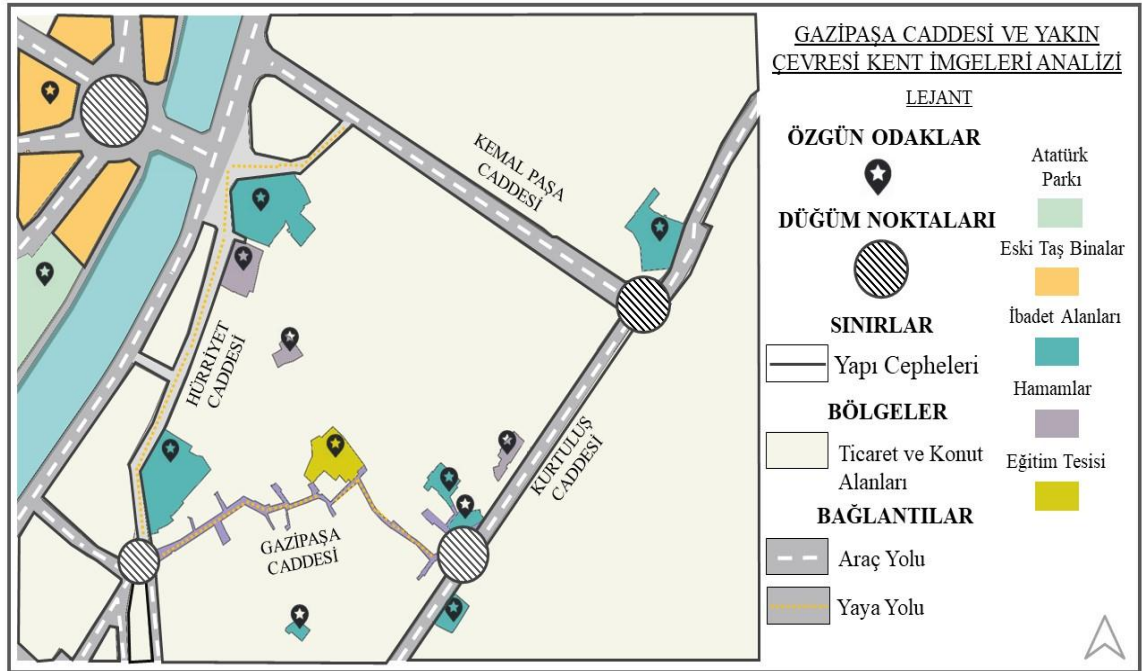 GAZİPAŞA CADDESİ VE YAKIN
ÇEVRESİ KENT İMGELERİ ANALİZİ
LEJANT
ÖZGÜN ODAKLAR
DÜĞÜM NOKTALARI
SINIRLAR
Yapı Cepheleri
BÖLGELER
Ticaret ve Konut
Alanları
BAĞLANTILAR
Araç Yolu
Yaya Yolu
Atatürk
Parkı
Eski Taş Binalar
İbadet Alanları
Hamamlar
Eğitim Tesisi
KEMAL PAŞA
CADDESİ
HÜRRİYET
CADDESİ
KURTULUŞ
CADDESİ
GAZİPAŞA
CADDESİ